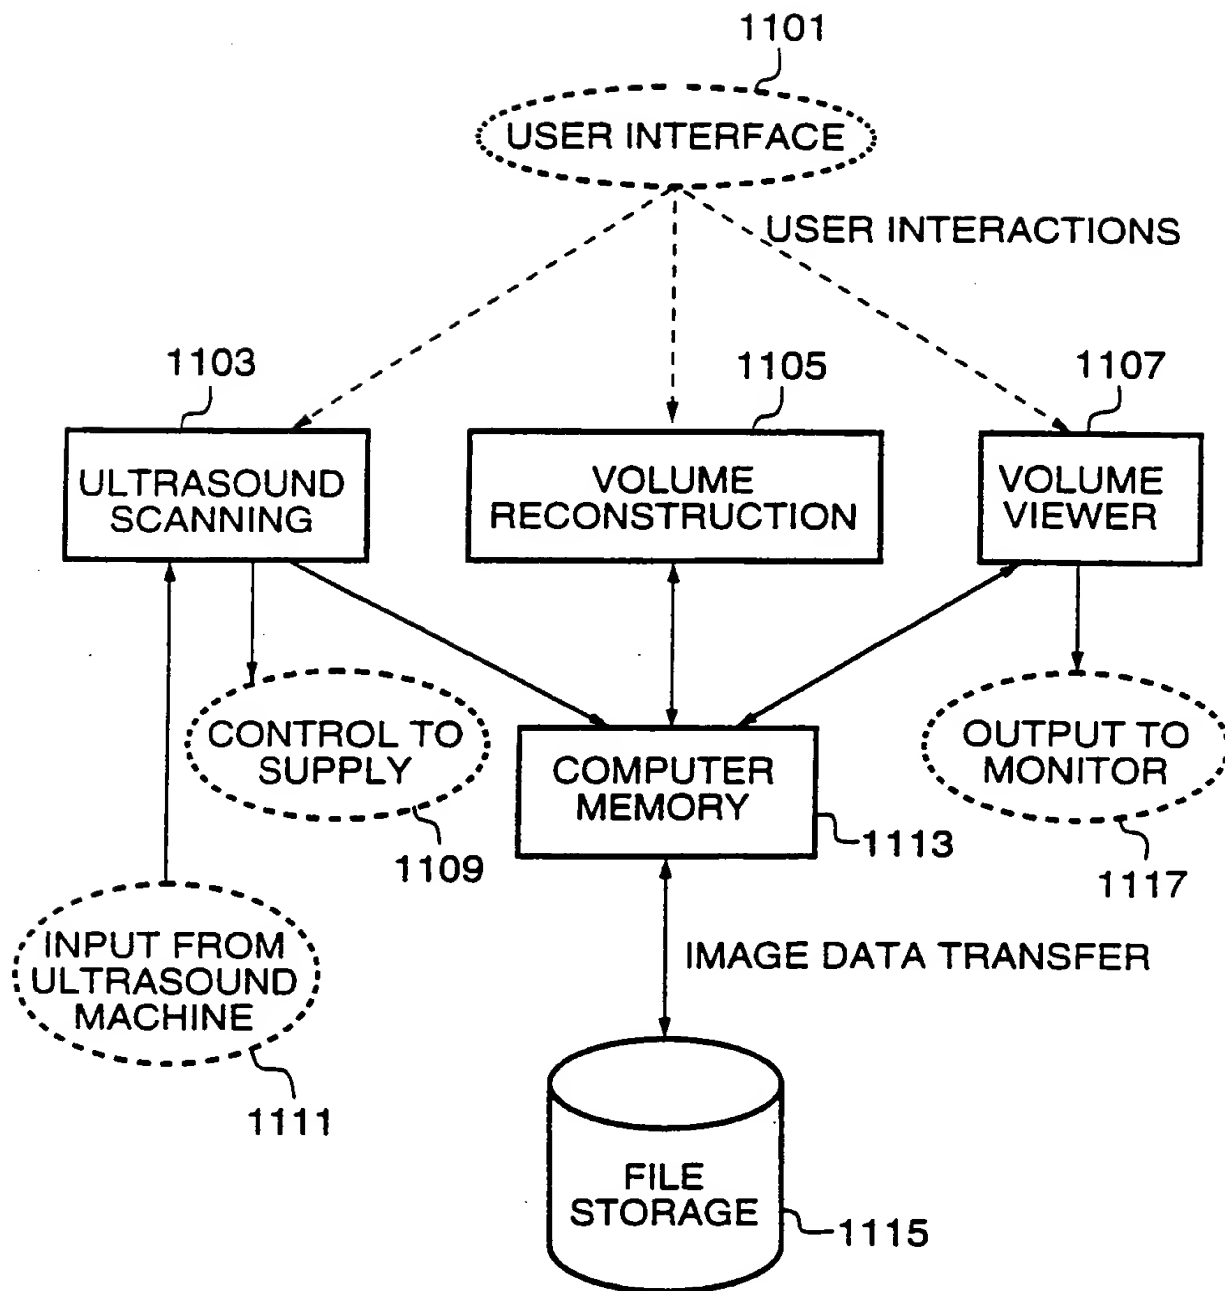 1101
USER INTERFACE
USER INTERACTIONS
1103
1105
1107
ULTRASOUND
SCANNING
VOLUME
RECONSTRUCTION
VOLUME
VIEWER
CONTROL TO
SUPPLY
COMPUTER
MEMORY
OUTPUT TO
MONITOR
1109
1113
1117
INPUT FROM
ULTRASOUND
MACHINE
IMAGE DATA TRANSFER
1111
FILE
STORAGE
1115